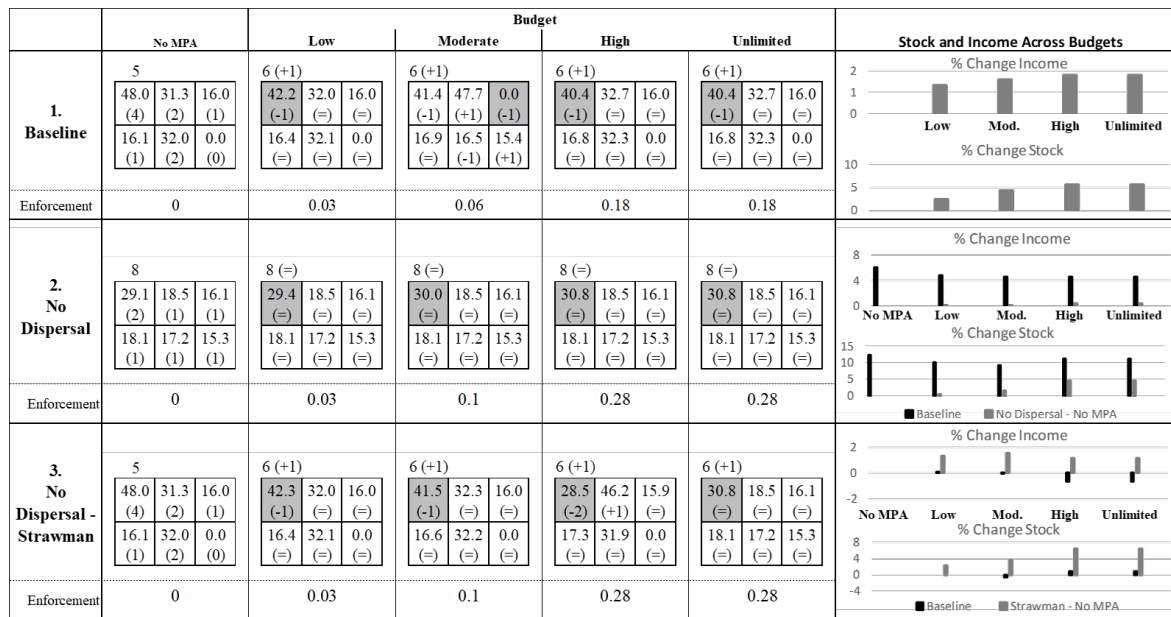 Budget
No MPA Low Moderate High Unlimited Stock and Income Across Budgets
1.
Baseline
5
48.0 31.3 16.0
(4) (2) (1)
16.1 32.0 0.0
(1) (2) (0)
6 (+1)
42.2 32.0 16.0
(-1) (=) (=)
16.4 32.1 0.0
(=) (=) (=)
6 (+1)
41.4 47.7 0.0
(-1) (+1) (-1)
16.9 16.5 15.4
(=) (-1) (+1)
6 (+1)
40.4 32.7 16.0
(-1) (=) (=)
16.8 32.3 0.0
(=) (=) (=)
6 (+1)
40.4 32.7 16.0
(-1) (=) (=)
16.8 32.3 0.0
(=) (=) (=)
% Change Income
2
1
0
Low Mod. High Unlimited
% Change Stock
10
5
0
Enforcement 0 0.03 0.06 0.18 0.18
Low Mod. High Unlimited
2.
No
Dispersal
8
29.1 18.5 16.1
(2) (1) (1)
18.1 17.2 15.3
(1) (1) (1)
8 (=)
29.4 18.5 16.1
(=) (=) (=)
18.1 17.2 15.3
(=) (=) (=)
8 (=)
30.0 18.5 16.1
(=) (=) (=)
18.1 17.2 15.3
(=) (=) (=)
8 (=)
30.8 18.5 16.1
(=) (=) (=)
18.1 17.2 15.3
(=) (=) (=)
8 (=)
30.8 18.5 16.1
(=) (=) (=)
18.1 17.2 15.3
(=) (=) (=)
% Change Income
8
4
0
No MPA Low Mod. High Unlimited
% Change Stock
15
10
5
0
Baseline No Dispersal - No MPA
Enforcement 0 0.03 0.1 0.28 0.28
3.
No
Dispersal -
Strawman
5
48.0 31.3 16.0
(4) (2) (1)
16.1 32.0 0.0
(1) (2) (0)
6 (+1)
42.3 32.0 16.0
(-1) (=) (=)
16.4 32.1 0.0
(=) (=) (=)
6 (+1)
41.5 32.3 16.0
(-1) (=) (=)
16.6 32.2 0.0
(=) (=) (=)
6 (+1)
28.5 46.2 15.9
(-2) (+1) (=)
17.3 31.9 0.0
(=) (=) (=)
6 (+1)
30.8 18.5 16.1
(=) (=) (=)
18.1 17.2 15.3
(=) (=) (=)
% Change Income
2
0
-2
No MPA Low Mod. High Unlimited
% Change Stock
8
4
0
-4
Baseline Strawman - No MPA
Enforcement 0 0.03 0.1 0.28 0.28